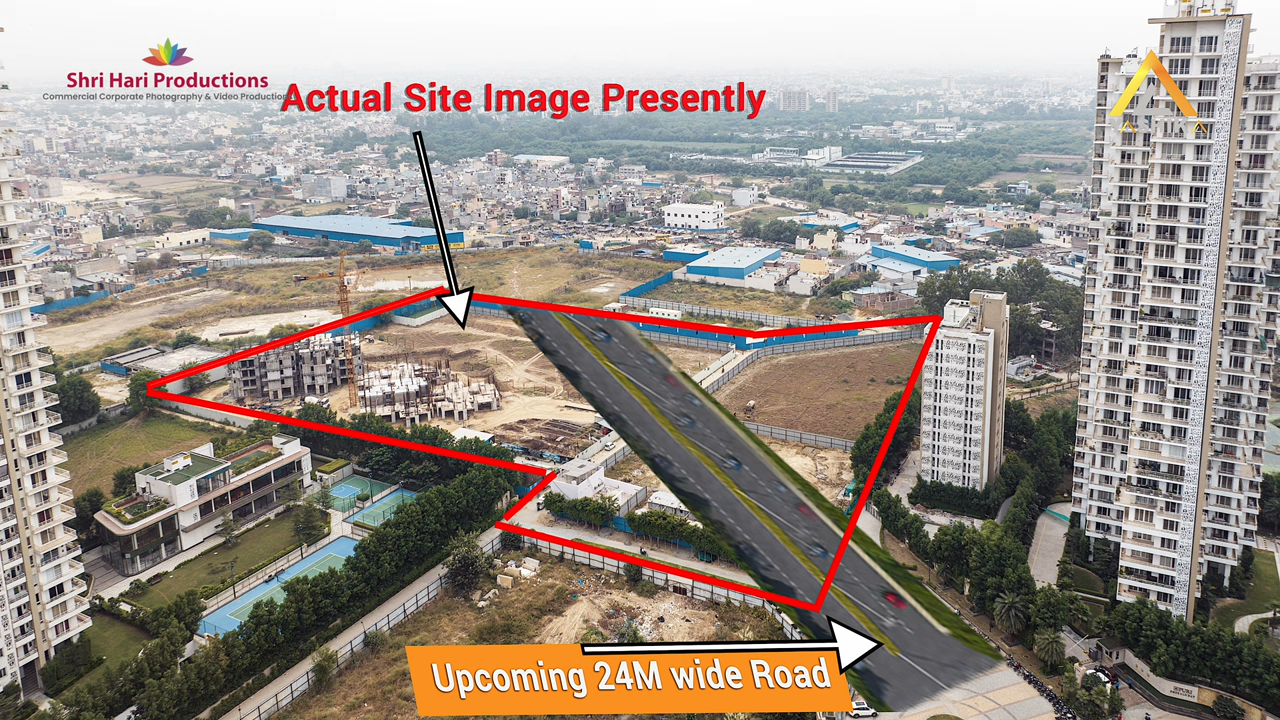 Shri Hari Productions
Commercial Corporate Photography & Video Production
Actual Site Image Presently
Upcoming 24M wide Road